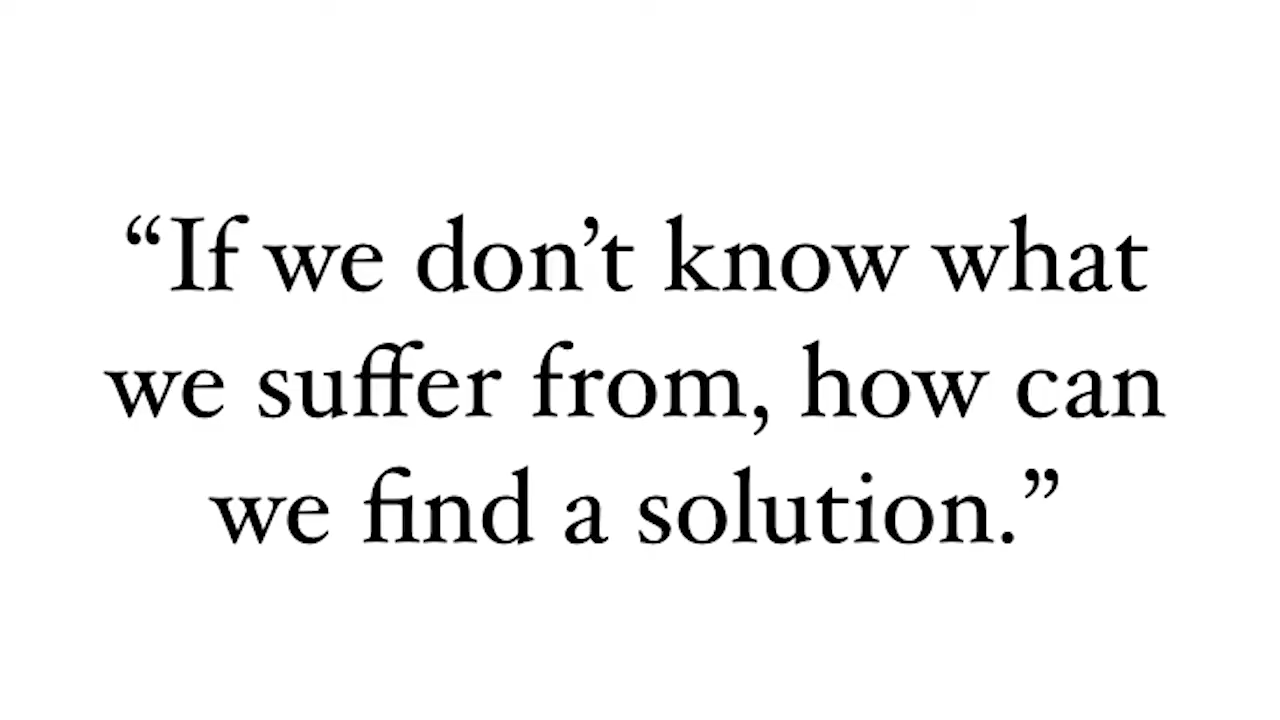 “If we don’t know what
we suffer from, how can
we find a solution.”